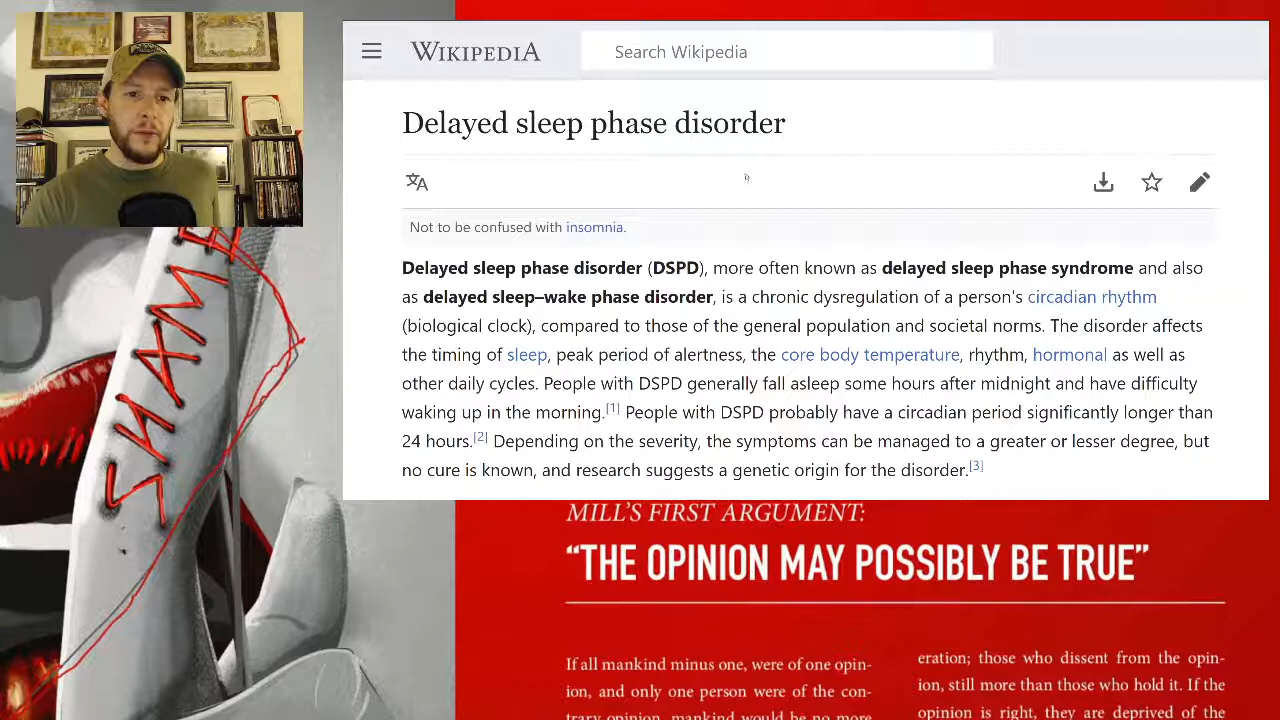 WIKIPEDIA
Search Wikipedia
Delayed sleep phase disorder
Not to be confused with insomnia.
Delayed sleep phase disorder (DSPD), more often known as delayed sleep phase syndrome and also
as delayed sleep–wake phase disorder, is a chronic dysregulation of a person's circadian rhythm
(biological clock), compared to those of the general population and societal norms. The disorder affects
the timing of sleep, peak period of alertness, the core body temperature, rhythm, hormonal as well as
other daily cycles. People with DSPD generally fall asleep some hours after midnight and have difficulty
waking up in the morning.[1] People with DSPD probably have a circadian period significantly longer than
24 hours.[2] Depending on the severity, the symptoms can be managed to a greater or lesser degree, but
no cure is known, and research suggests a genetic origin for the disorder.[3]
SHAME
MILL'S FIRST ARGUMENT:
“THE OPINION MAY POSSIBLY BE TRUE”
If all mankind minus one, were of one opin-
ion, and only one person were of the con-
trary opinion, mankind would be no more
eration; those who dissent from the opin-
ion, still more than those who hold it. If the
opinion is right, they are deprived of the